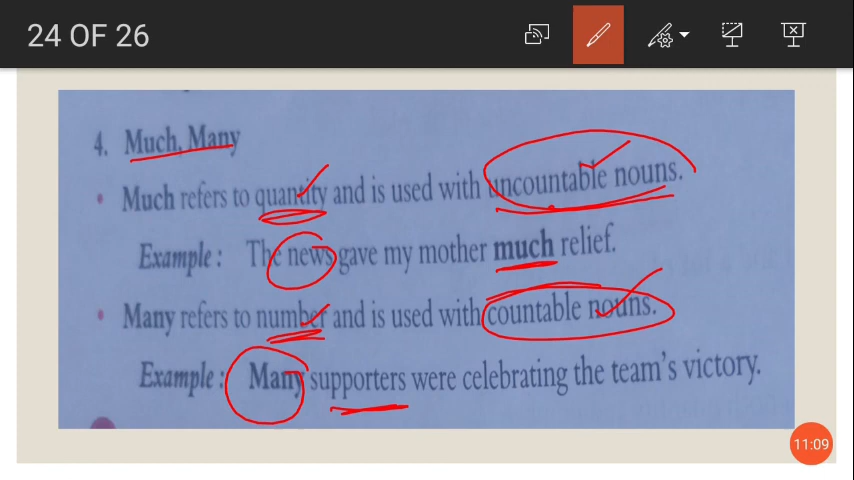 24 OF 26
4. Much, Many
• Much refers to quantity and is used with uncountable nouns.
Example : The news gave my mother much relief.
• Many refers to number and is used with countable nouns.
Example : Many supporters were celebrating the team's victory.
11:09